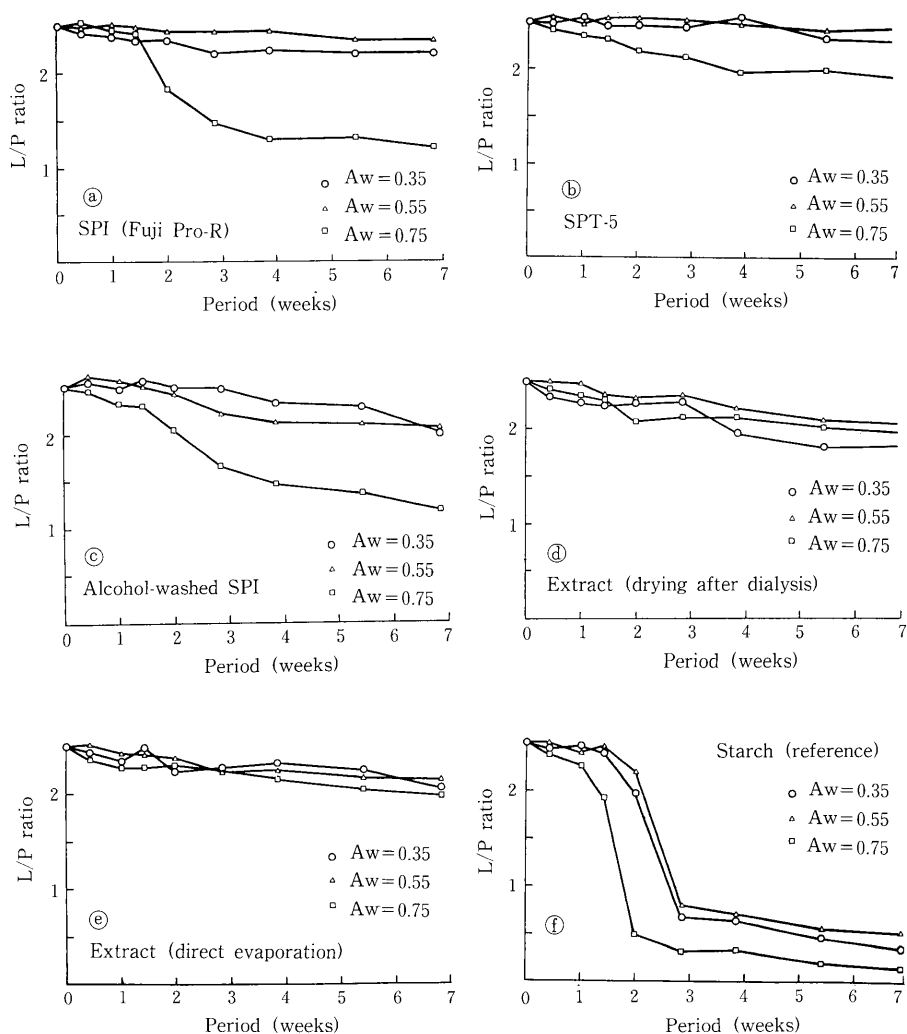 L/P ratio
2
1
ⓐ
SPI (Fuji Pro-R)
Aw=0.35
Aw=0.55
Aw=0.75
0 1 2 3 4 5 6 7
Period (weeks)
L/P ratio
2
1
ⓑ
SPT-5
Aw=0.35
Aw=0.55
Aw=0.75
0 1 2 3 4 5 6 7
Period (weeks)
L/P ratio
2
1
ⓒ
Alcohol-washed SPI
Aw=0.35
Aw=0.55
Aw=0.75
0 1 2 3 4 5 6 7
Period (weeks)
L/P ratio
2
1
Aw=0.35
Aw=0.55
Aw=0.75
ⓓ
Extract (drying after dialysis)
0 1 2 3 4 5 6 7
Period (weeks)
L/P ratio
2
1
Aw=0.35
Aw=0.55
Aw=0.75
ⓔ
Extract (direct evaporation)
0 1 2 3 4 5 6 7
Period (weeks)
L/P ratio
2
1
Starch (reference)
Aw=0.35
Aw=0.55
Aw=0.75
ⓕ
0 1 2 3 4 5 6 7
Period (weeks)